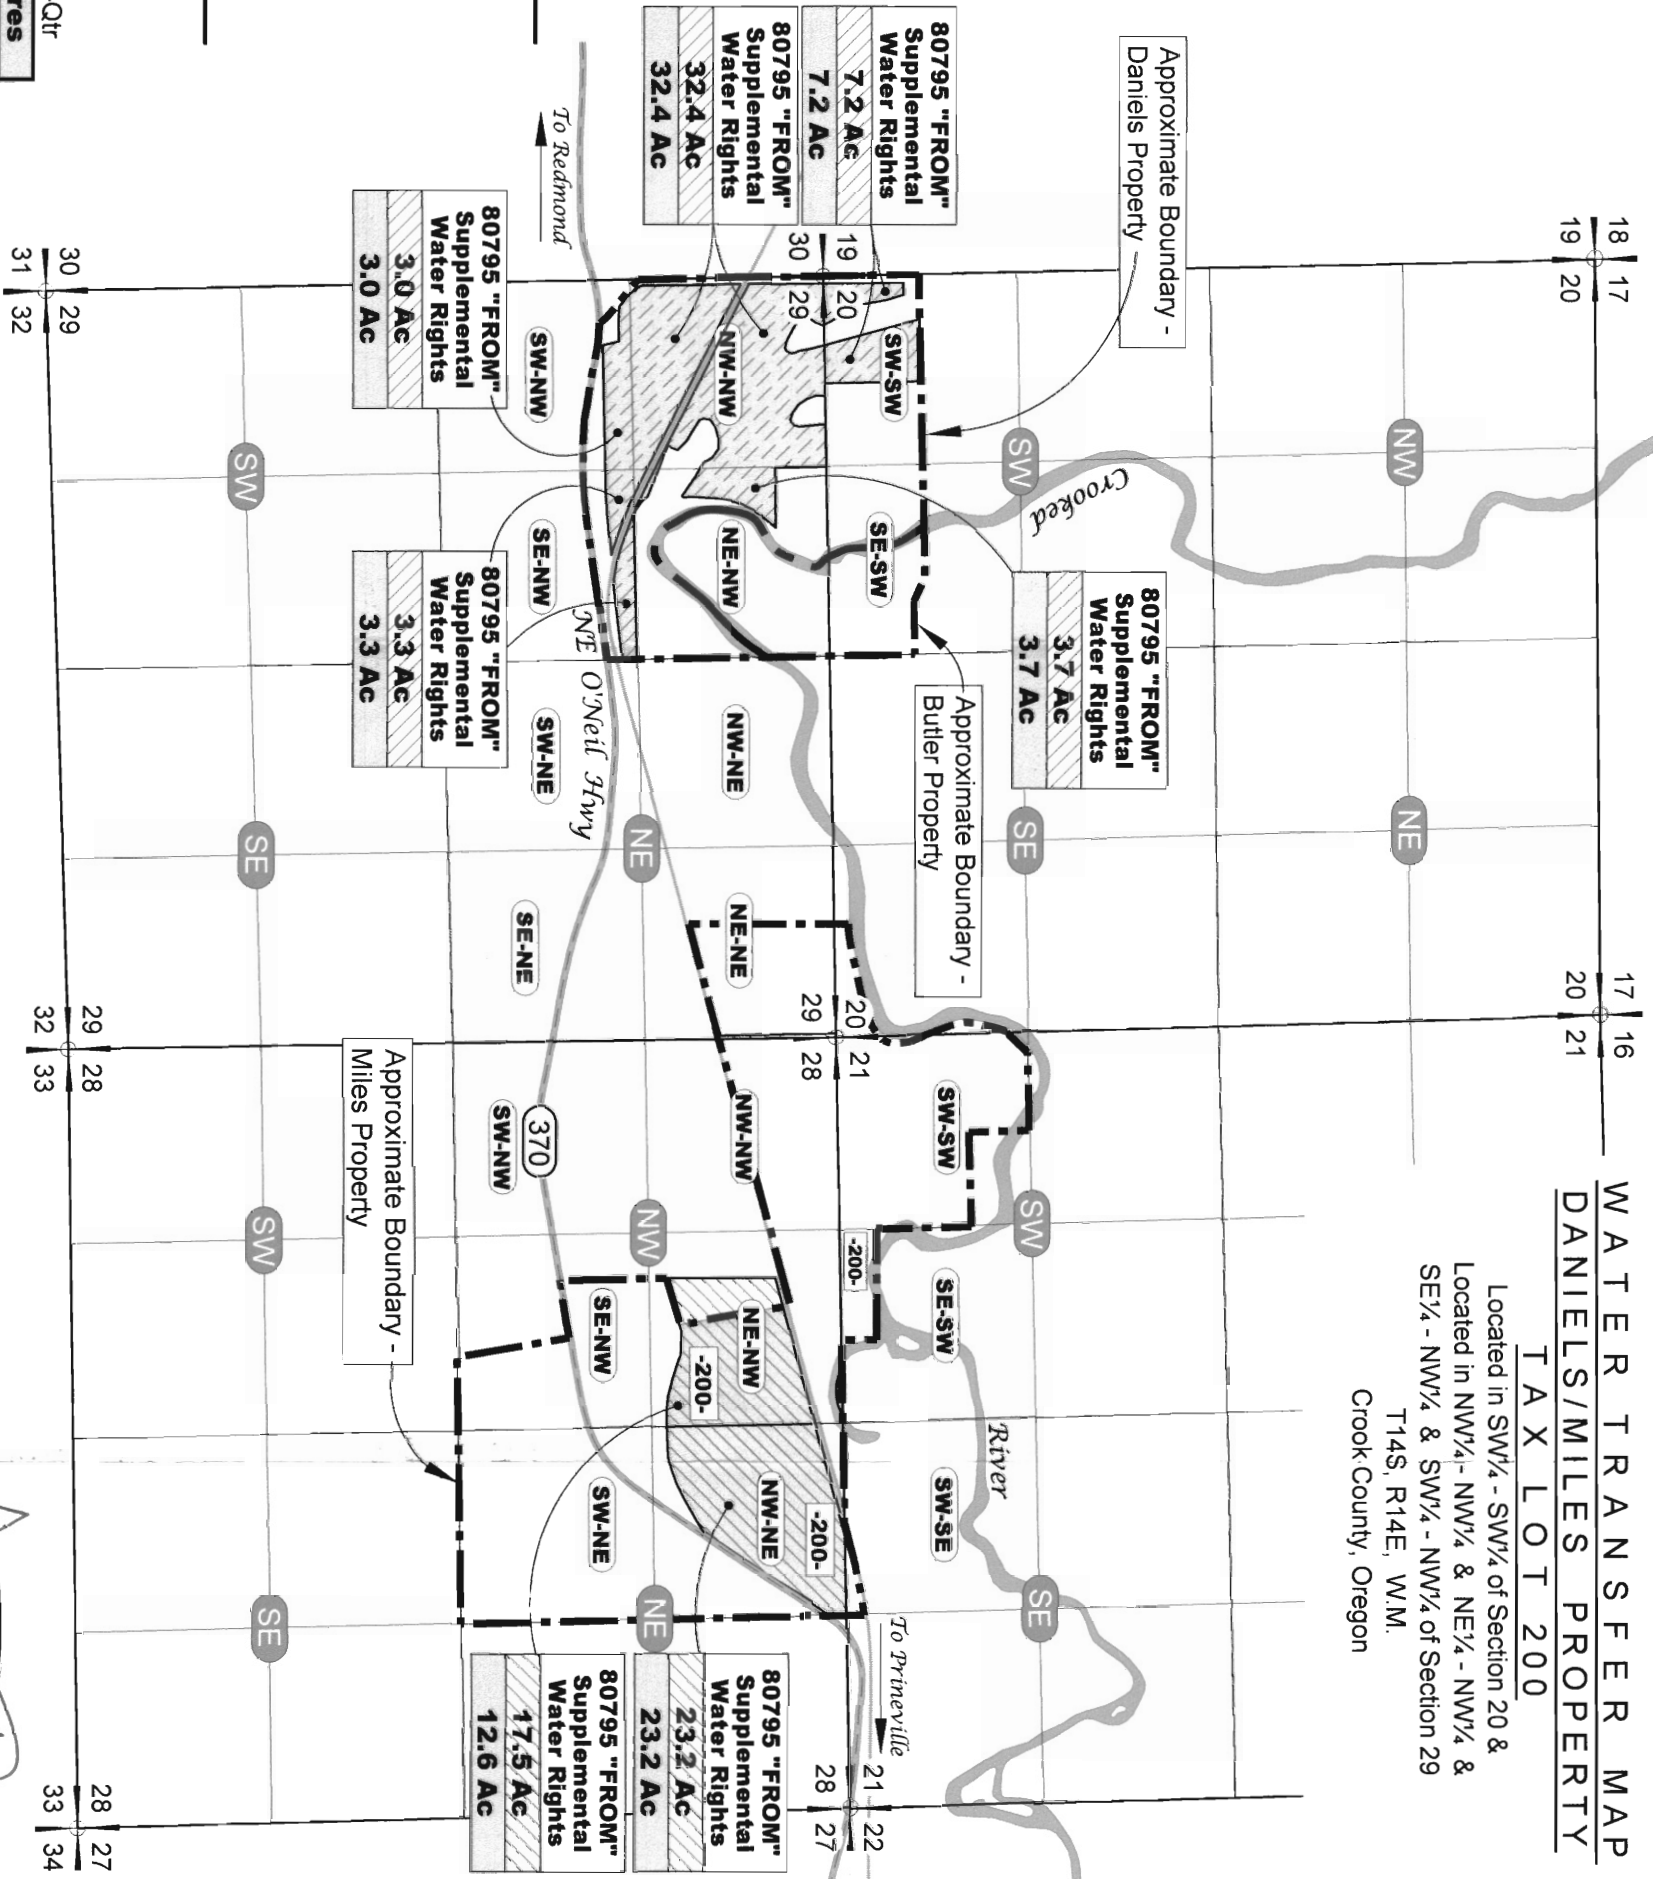 WATER TRANSFER MAP
DANIELS/MILES PROPERTY
TAX LOT 200
Located in SW¼ - SW¼ of Section 20 &
Located in NW¼ - NW¼ & NE¼ - NW¼ &
SE¼ - NW¼ & SW¼ - NW¼ of Section 29
T14S, R14E, W.M.
Crook County, Oregon
18 17
19 20
17 16
20 21
NW
NE
Approximate Boundary -
Daniels Property
SW
SE
SW
SE
Crooked
River
80795 "FROM"
Supplemental
Water Rights
7.2 Ac
7.2 Ac
80795 "FROM"
Supplemental
Water Rights
3.7 Ac
3.7 Ac
Approximate Boundary -
Butler Property
SW-SW
SE-SW
SW-SW
SE-SW
SW-SE
-200-
19 20
30 29
20 21
29 28
21 22
28 27
To Prineville
80795 "FROM"
Supplemental
Water Rights
32.4 Ac
32.4 Ac
NW-NW
NE-NW
NW-NE
NE-NE
NW-NW
NE-NW
NW-NE
-200-
-200-
80795 "FROM"
Supplemental
Water Rights
23.2 Ac
23.2 Ac
NE
NW
NE
To Redmond
NE O'Neil Hwy
370
SW-NW
SE-NW
SW-NE
SE-NE
SW-NW
SE-NW
SW-NE
80795 "FROM"
Supplemental
Water Rights
3.0 Ac
3.0 Ac
80795 "FROM"
Supplemental
Water Rights
3.3 Ac
3.3 Ac
80795 "FROM"
Supplemental
Water Rights
17.5 Ac
12.6 Ac
Approximate Boundary -
Miles Property
SW
SE
SW
SE
30 29
31 32
29 28
32 33
28 27
33 34
Qtr